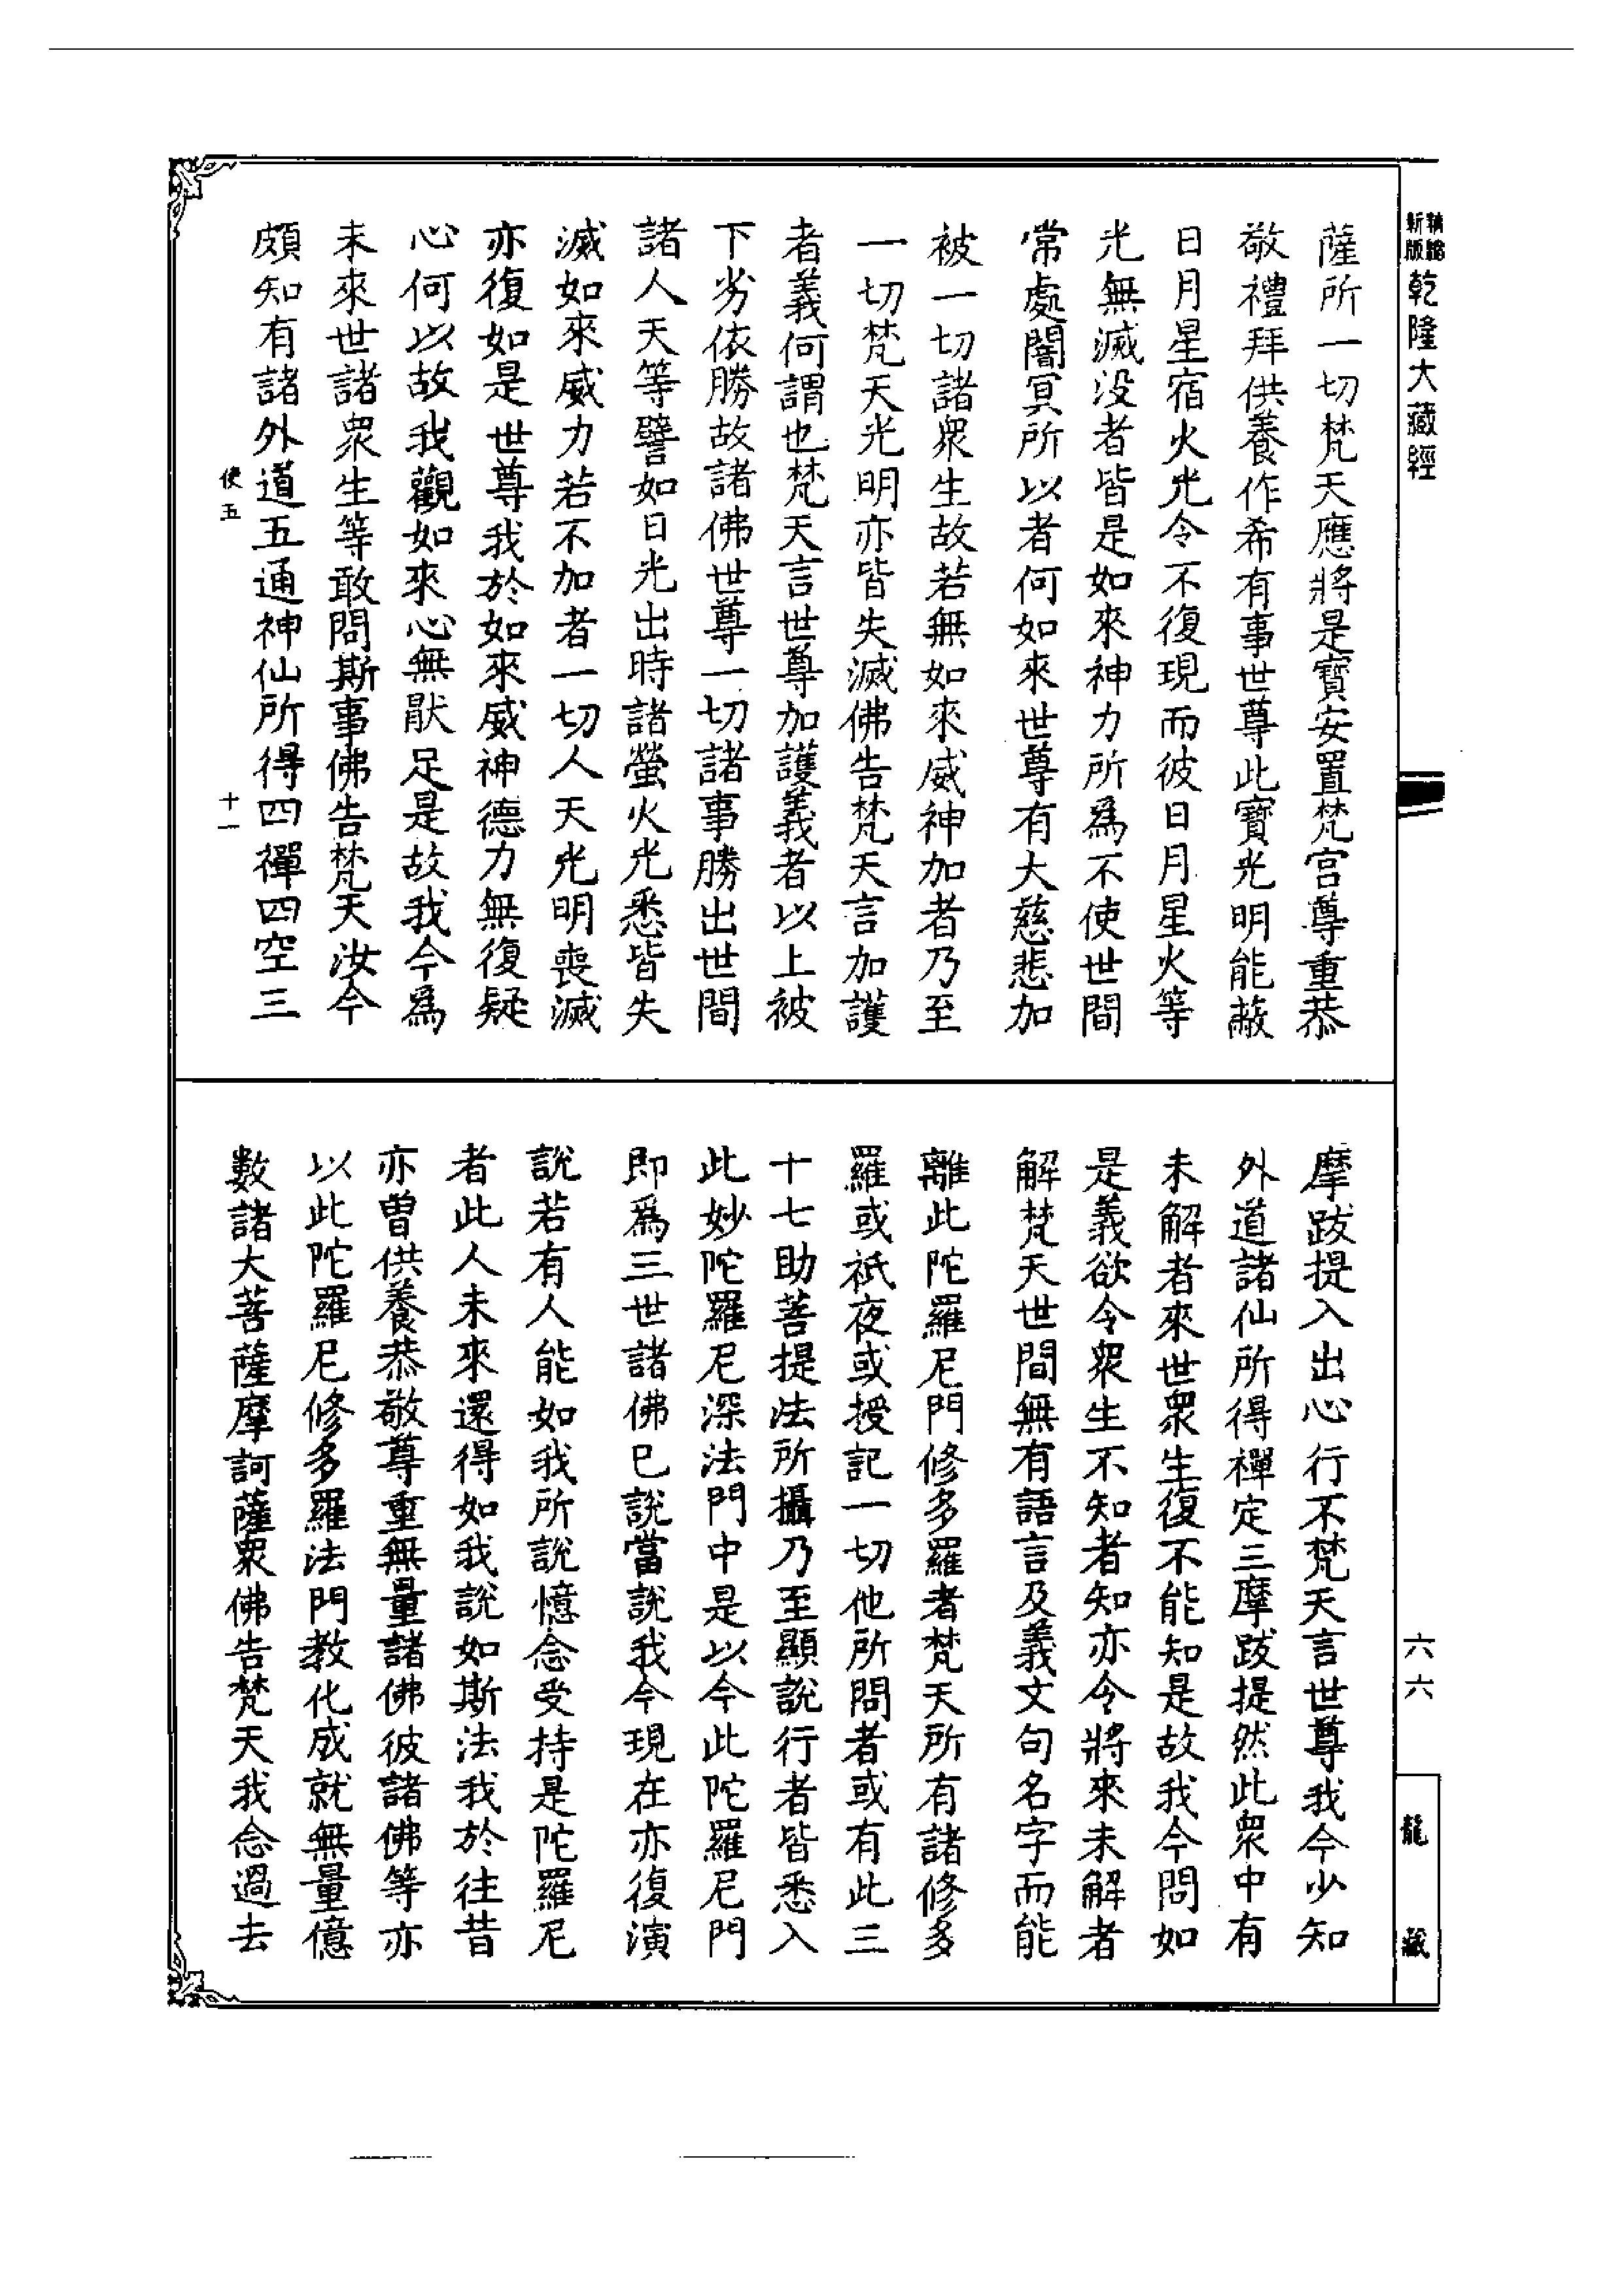 新版
乾隆大藏經
薩所一切梵天應將是寶安置梵宫尊重恭
敬禮拜供養作希有事世尊此寶光明能蔽
日月星宿火光令不復現而彼日月星火等
光無滅没者皆是如來神力所爲不使世間
常處闇冥所以者何如來世尊有大慈悲加
被一切諸衆生故若無如來威神加者乃至
一切梵天光明亦皆失滅佛告梵天言加護
者義何謂也梵天言世尊加護義者以上被
下劣依勝故諸佛世尊一切諸事勝出世間
諸人天等譬如日光出時諸螢火光悉皆失
滅如來威力若不加者一切人天光明喪滅
亦復如是世尊我於如來威神德力無復疑
心何以故我觀如來心無猒足是故我今爲
未來世諸衆生等敢問斯事佛告梵天汝今
頗知有諸外道五通神仙所得四禪四空三
使五
十一
摩跋提入出心行不梵天言世尊我今少知
外道諸仙所得禪定三摩跋提然此衆中有
未解者來世衆生復不能知是故我今問如
是義欲令衆生不知者知亦令將來未解者
解梵天世間無有語言及義文句名字而能
離此陀羅尼門修多羅者梵天所有諸修多
羅或祇夜或授記一切他所問者或有此三
十七助菩提法所攝乃至顯說行者皆悉入
此妙陀羅尼深法門中是以今此陀羅尼門
即爲三世諸佛已說當說我今現在亦復演
說若有人能如我所說憶念受持是陀羅尼
者此人未來還得如我說如斯法我於往昔
亦曾供養恭敬尊重無量諸佛彼諸佛等亦
以此陀羅尼修多羅法門教化成就無量億
數諸大菩薩摩訶薩衆佛告梵天我念過去
六六
龍藏